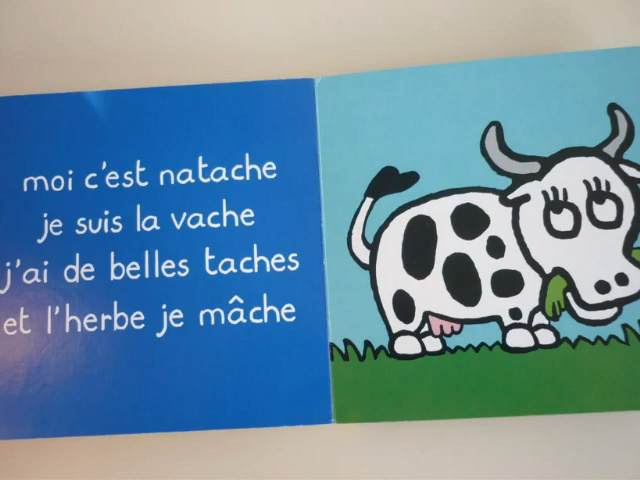 moi c'est natache
je suis la vache
j'ai de belles taches
et l'herbe je mâche